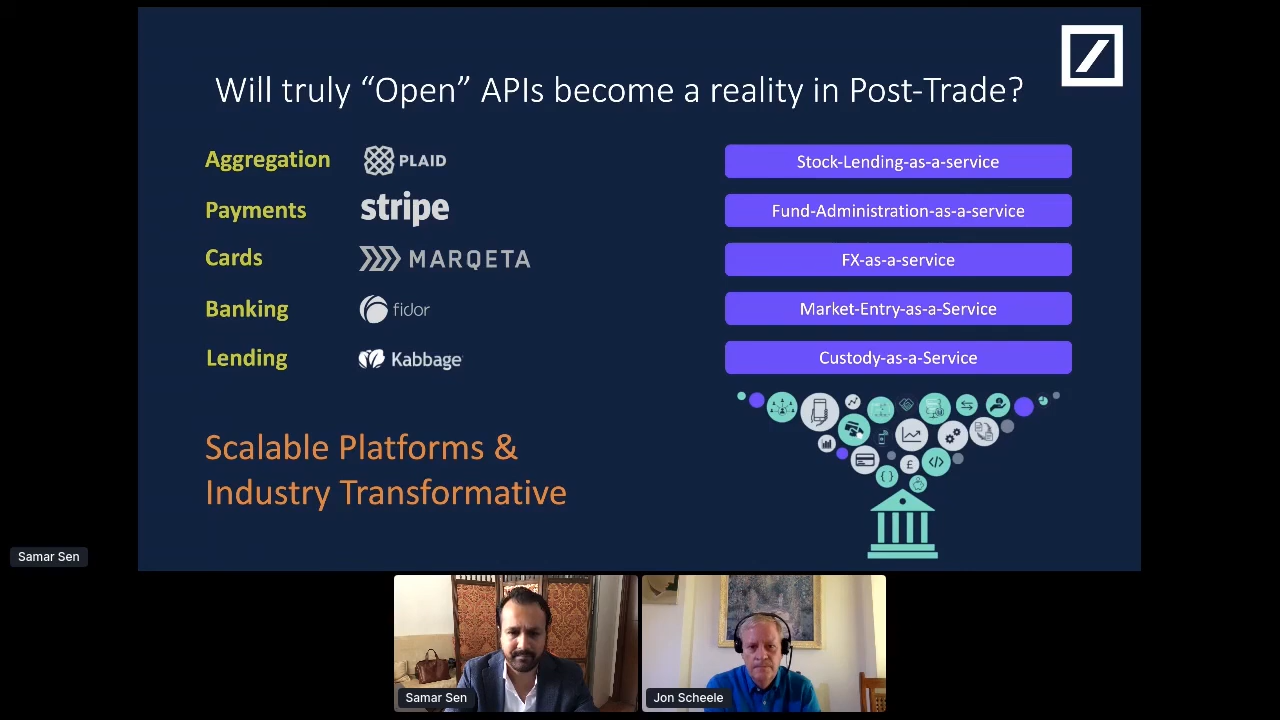 Will truly “Open” APIs become a reality in Post-Trade?
Aggregation PLAID
Payments stripe
Cards MARQETA
Banking fidor
Lending Kabbage
Stock-Lending-as-a-service
Fund-Administration-as-a-service
FX-as-a-service
Market-Entry-as-a-Service
Custody-as-a-Service
£
</>
{ }
Scalable Platforms &
Industry Transformative
Samar Sen
Samar Sen
Jon Scheele